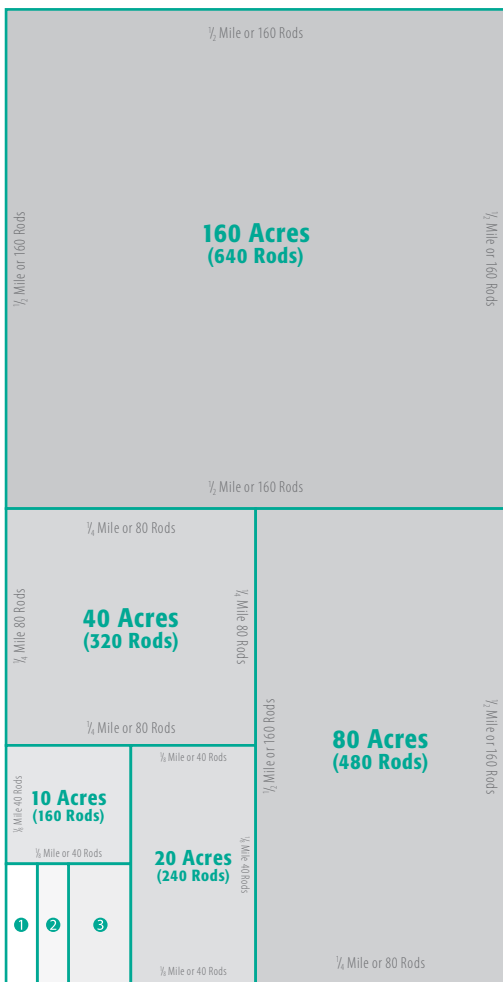 ½ Mile or 160 Rods
½ Mile or 160 Rods
160 Acres
(640 Rods)
½ Mile or 160 Rods
½ Mile or 160 Rods
¼ Mile or 80 Rods
¼ Mile 80 Rods
40 Acres
(320 Rods)
¼ Mile 80 Rods
¼ Mile or 80 Rods
½ Mile or 160 Rods
80 Acres
(480 Rods)
½ Mile or 160 Rods
¼ Mile or 80 Rods
⅛ Mile 40 Rods
10 Acres
(160 Rods)
⅛ Mile or 40 Rods
⅛ Mile or 40 Rods
20 Acres
(240 Rods)
⅛ Mile 40 Rods
⅛ Mile or 40 Rods
1
2
3